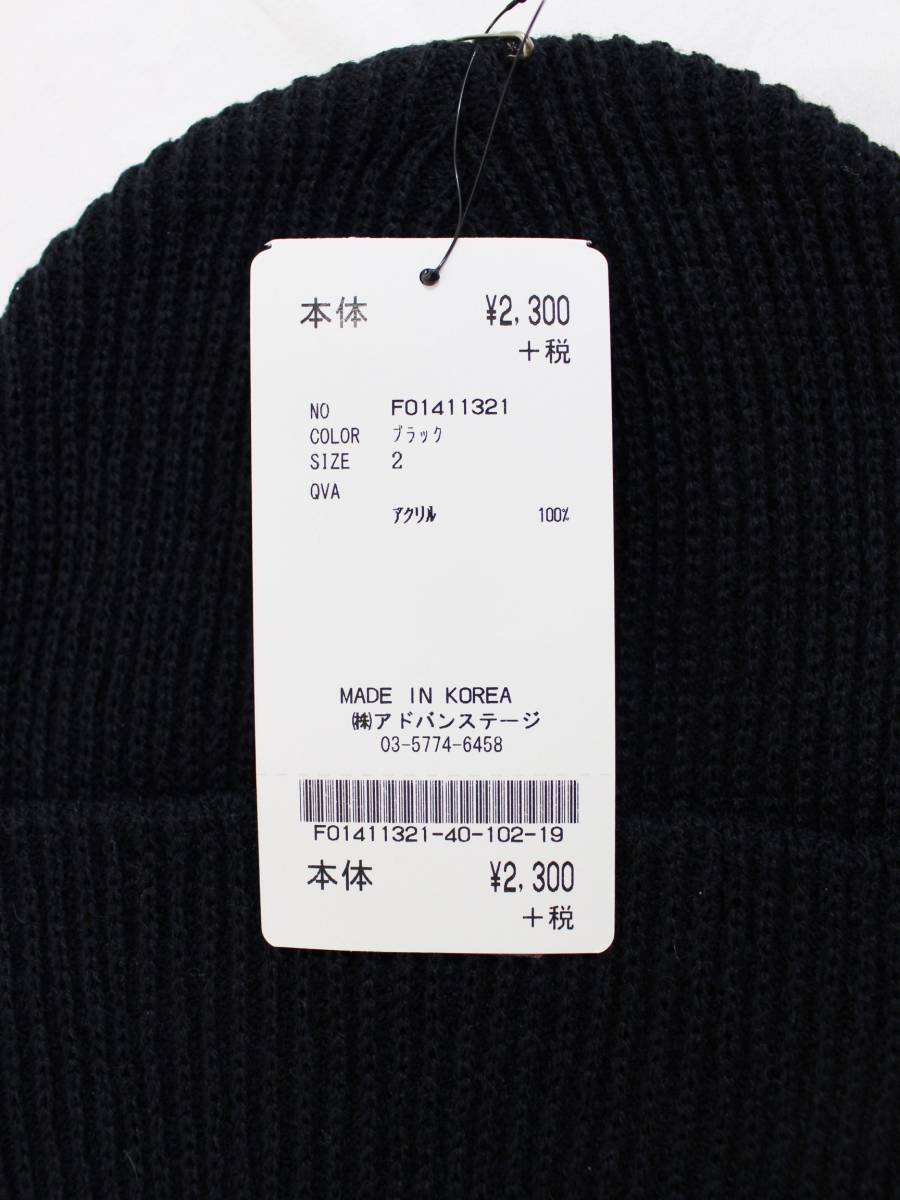 本体 ¥2,300
+税
NO F01411321
COLOR ブラック
SIZE 2
QVA
アクリル 100%
MADE IN KOREA
㈱アドバンステージ
03-5774-6458
F01411321-40-102-19
本体 ¥2,300
+税